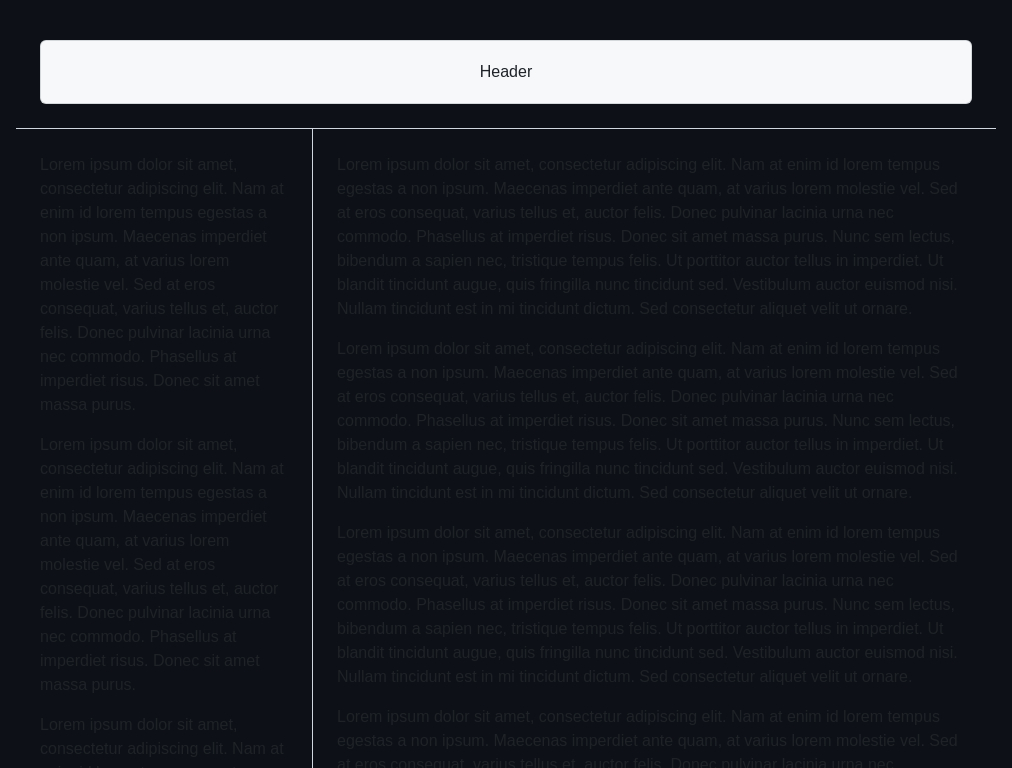 Header
Lorem ipsum dolor sit amet,
consectetur adipiscing elit. Nam at
enim id lorem tempus egestas a
non ipsum. Maecenas imperdiet
ante quam, at varius lorem
molestie vel. Sed at eros
consequat, varius tellus et, auctor
felis. Donec pulvinar lacinia urna
nec commodo. Phasellus at
imperdiet risus. Donec sit amet
massa purus.
Lorem ipsum dolor sit amet,
consectetur adipiscing elit. Nam at
enim id lorem tempus egestas a
non ipsum. Maecenas imperdiet
ante quam, at varius lorem
molestie vel. Sed at eros
consequat, varius tellus et, auctor
felis. Donec pulvinar lacinia urna
nec commodo. Phasellus at
imperdiet risus. Donec sit amet
massa purus.
Lorem ipsum dolor sit amet,
consectetur adipiscing elit. Nam at
Lorem ipsum dolor sit amet, consectetur adipiscing elit. Nam at enim id lorem tempus
egestas a non ipsum. Maecenas imperdiet ante quam, at varius lorem molestie vel. Sed
at eros consequat, varius tellus et, auctor felis. Donec pulvinar lacinia urna nec
commodo. Phasellus at imperdiet risus. Donec sit amet massa purus. Nunc sem lectus,
bibendum a sapien nec, tristique tempus felis. Ut porttitor auctor tellus in imperdiet. Ut
blandit tincidunt augue, quis fringilla nunc tincidunt sed. Vestibulum auctor euismod nisi.
Nullam tincidunt est in mi tincidunt dictum. Sed consectetur aliquet velit ut ornare.
Lorem ipsum dolor sit amet, consectetur adipiscing elit. Nam at enim id lorem tempus
egestas a non ipsum. Maecenas imperdiet ante quam, at varius lorem molestie vel. Sed
at eros consequat, varius tellus et, auctor felis. Donec pulvinar lacinia urna nec
commodo. Phasellus at imperdiet risus. Donec sit amet massa purus. Nunc sem lectus,
bibendum a sapien nec, tristique tempus felis. Ut porttitor auctor tellus in imperdiet. Ut
blandit tincidunt augue, quis fringilla nunc tincidunt sed. Vestibulum auctor euismod nisi.
Nullam tincidunt est in mi tincidunt dictum. Sed consectetur aliquet velit ut ornare.
Lorem ipsum dolor sit amet, consectetur adipiscing elit. Nam at enim id lorem tempus
egestas a non ipsum. Maecenas imperdiet ante quam, at varius lorem molestie vel. Sed
at eros consequat, varius tellus et, auctor felis. Donec pulvinar lacinia urna nec
commodo. Phasellus at imperdiet risus. Donec sit amet massa purus. Nunc sem lectus,
bibendum a sapien nec, tristique tempus felis. Ut porttitor auctor tellus in imperdiet. Ut
blandit tincidunt augue, quis fringilla nunc tincidunt sed. Vestibulum auctor euismod nisi.
Nullam tincidunt est in mi tincidunt dictum. Sed consectetur aliquet velit ut ornare.
Lorem ipsum dolor sit amet, consectetur adipiscing elit. Nam at enim id lorem tempus
egestas a non ipsum. Maecenas imperdiet ante quam, at varius lorem molestie vel. Sed
at eros consequat, varius tellus et, auctor felis. Donec pulvinar lacinia urna nec